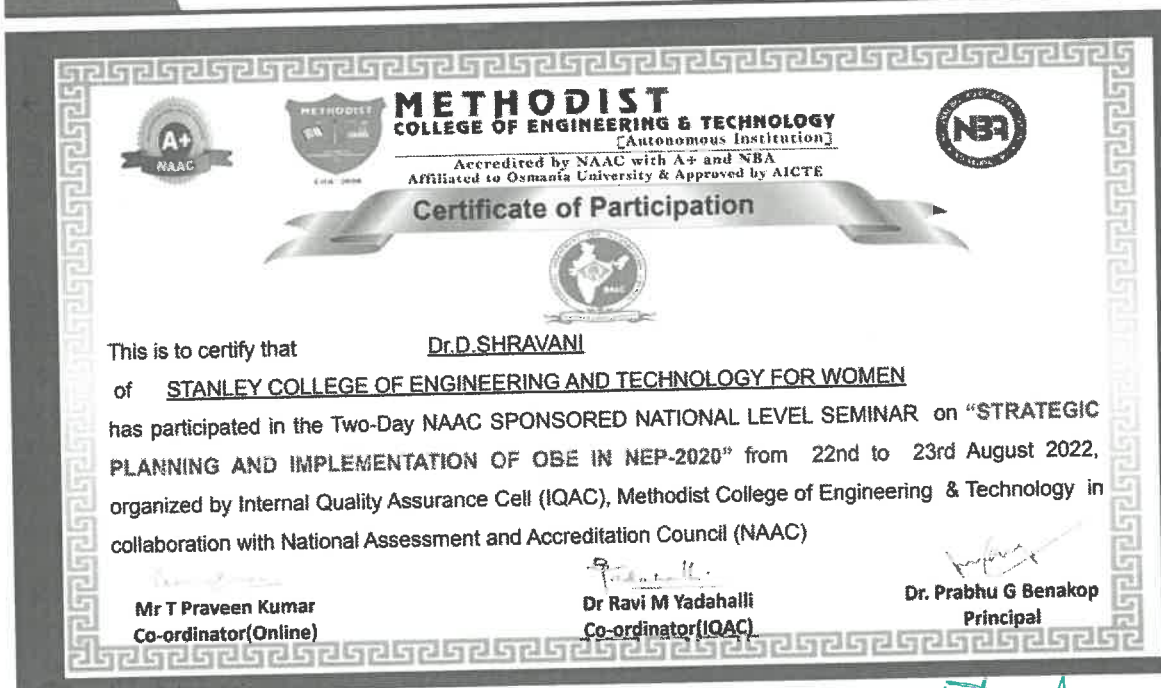 A+
NAAC
METHODIST
METHODIST
COLLEGE OF ENGINEERING & TECHNOLOGY
[Autonomous Institution]
Accredired by NAAC with A+ and NBA
Affiliated to Osmania University & Approved by AICTE
NBA
Certificate of Participation
This is to certify that Dr.D.SHRAVANI
of STANLEY COLLEGE OF ENGINEERING AND TECHNOLOGY FOR WOMEN
has participated in the Two-Day NAAC SPONSORED NATIONAL LEVEL SEMINAR on "STRATEGIC
PLANNING AND IMPLEMENTATION OF OBE IN NEP-2020" from 22nd to 23rd August 2022,
organized by Internal Quality Assurance Cell (IQAC), Methodist College of Engineering & Technology in
collaboration with National Assessment and Accreditation Council (NAAC)
Mr T Praveen Kumar
Co-ordinator(Online)
Dr Ravi M Yadahalli
Co-ordinator(IQAC)
Dr. Prabhu G Benakop
Principal